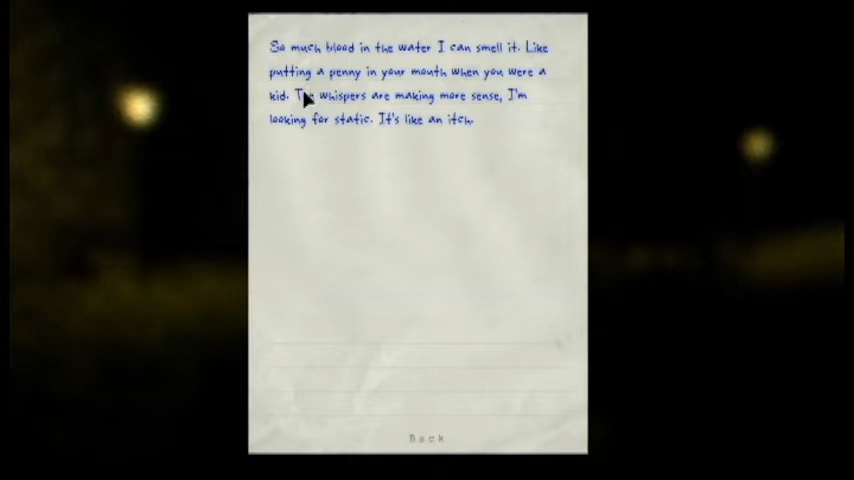 So much blood in the water I can smell it. Like
putting a penny in your mouth when you were a
kid. The whispers are making more sense, I'm
looking for static. It's like an itch.
Back